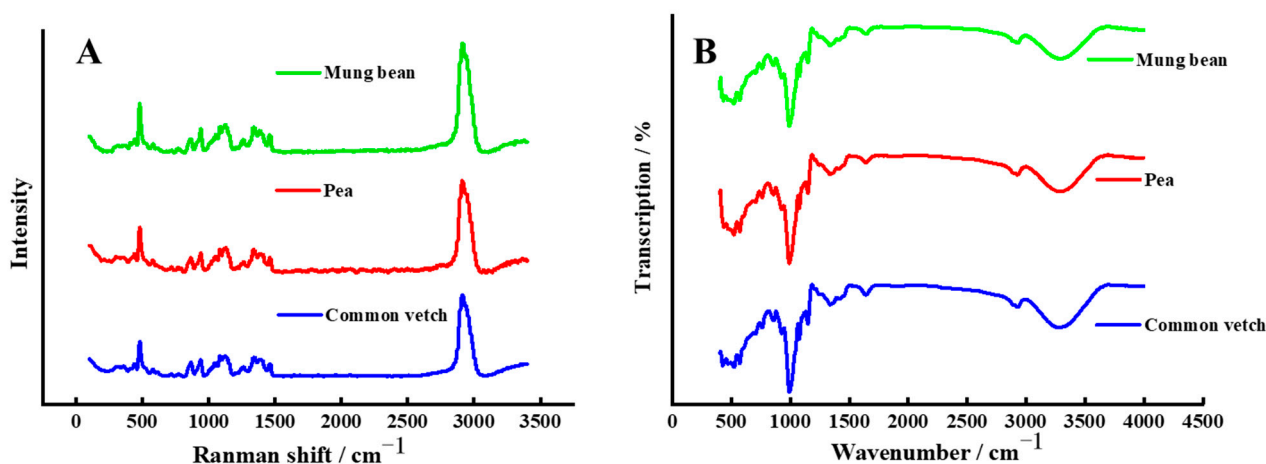 A
Mung bean
Pea
Common vetch
Intensity
0 500 1000 1500 2000 2500 3000 3500
Ranman shift / cm⁻¹
B
Mung bean
Pea
Common vetch
Transcription / %
0 500 1000 1500 2000 2500 3000 3500 4000 4500
Wavenumber / cm⁻¹